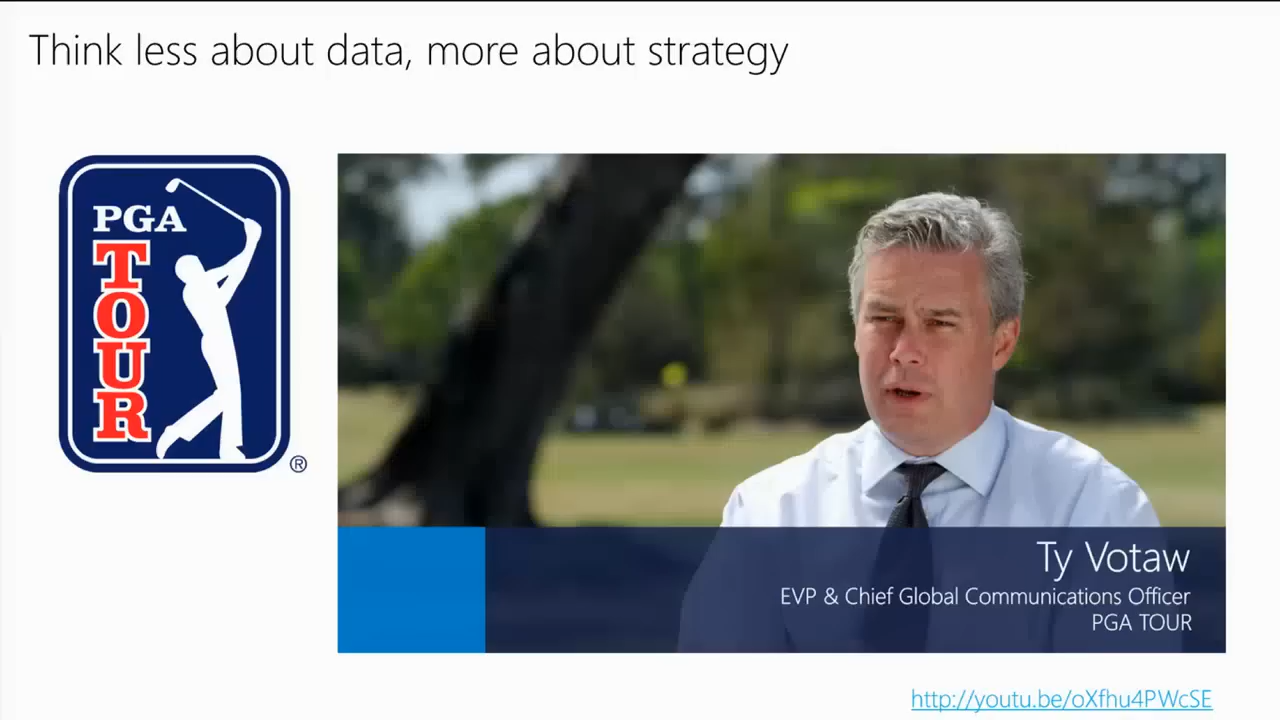 Think less about data, more about strategy
PGA
TOUR
®
Ty Votaw
EVP & Chief Global Communications Officer
PGA TOUR
http://youtu.be/oXfhu4PWcSE